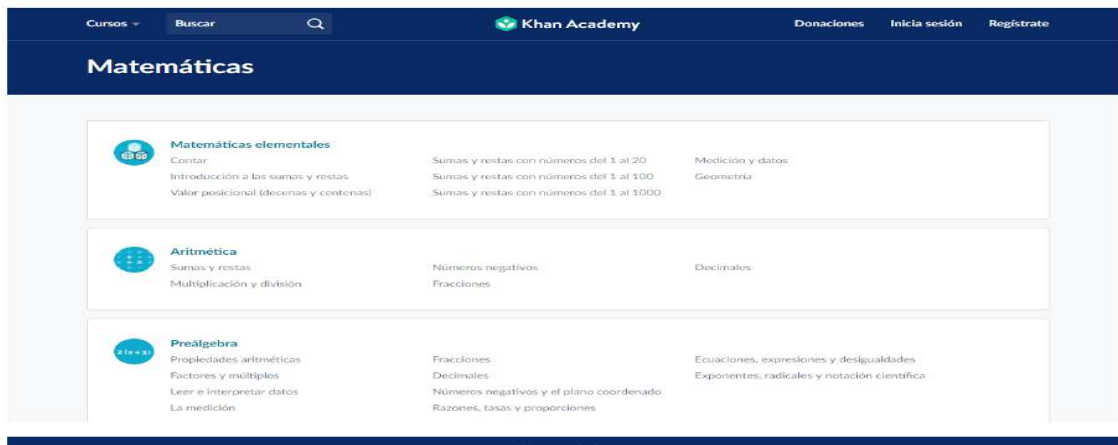 Cursos Buscar Khan Academy Donaciones Inicia sesión Regístrate
Matemáticas
Matemáticas elementales
Contar
Introducción a las sumas y restas
Valor posicional (decenas y centenas)
Sumas y restas con números del 1 al 20
Sumas y restas con números del 1 al 100
Sumas y restas con números del 1 al 1000
Medición y datos
Geometría
Aritmética
Sumas y restas
Multiplicación y división
Números negativos
Fracciones
Decimales
Preálgebra
Propiedades aritméticas
Factores y múltiplos
Leer e interpretar datos
La medición
Fracciones
Decimales
Números negativos y el plano coordenado
Razones, tasas y proporciones
Ecuaciones, expresiones y desigualdades
Exponentes, radicales y notación científica